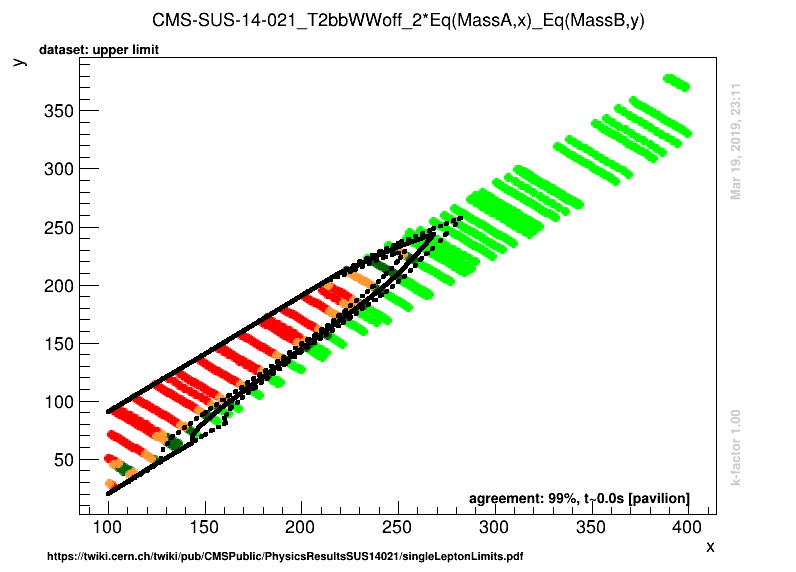 CMS-SUS-14-021_T2bbWWoff_2*Eq(MassA,x)_Eq(MassB,y)
dataset: upper limit
y
350
300
250
200
150
100
50
100 150 200 250 300 350 400
x
agreement: 99%, t~0.0s [pavilion]
Mar 19, 2019, 23:11
k-factor 1.00
https://twiki.cern.ch/twiki/pub/CMSPublic/PhysicsResultsSUS14021/singleLeptonLimits.pdf